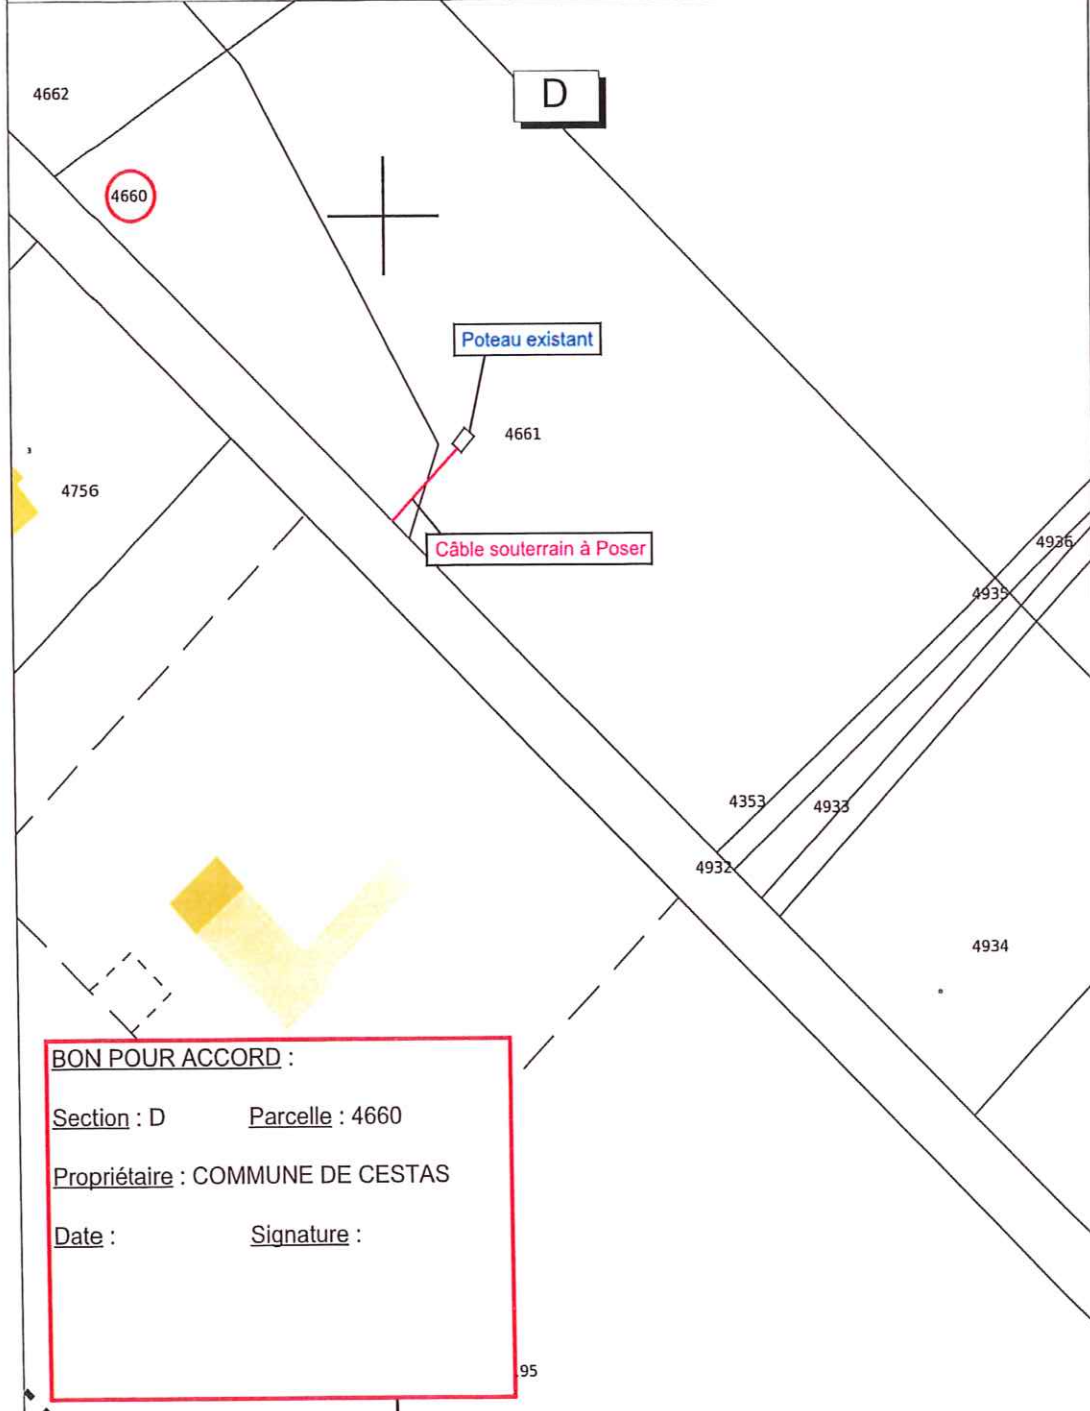 4662
D
4660
Poteau existant
4661
3
4756
Câble souterrain à Poser
4936
4935
4353
4933
4932
4934
BON POUR ACCORD :
Section : D Parcelle : 4660
Propriétaire : COMMUNE DE CESTAS
Date : Signature :
95